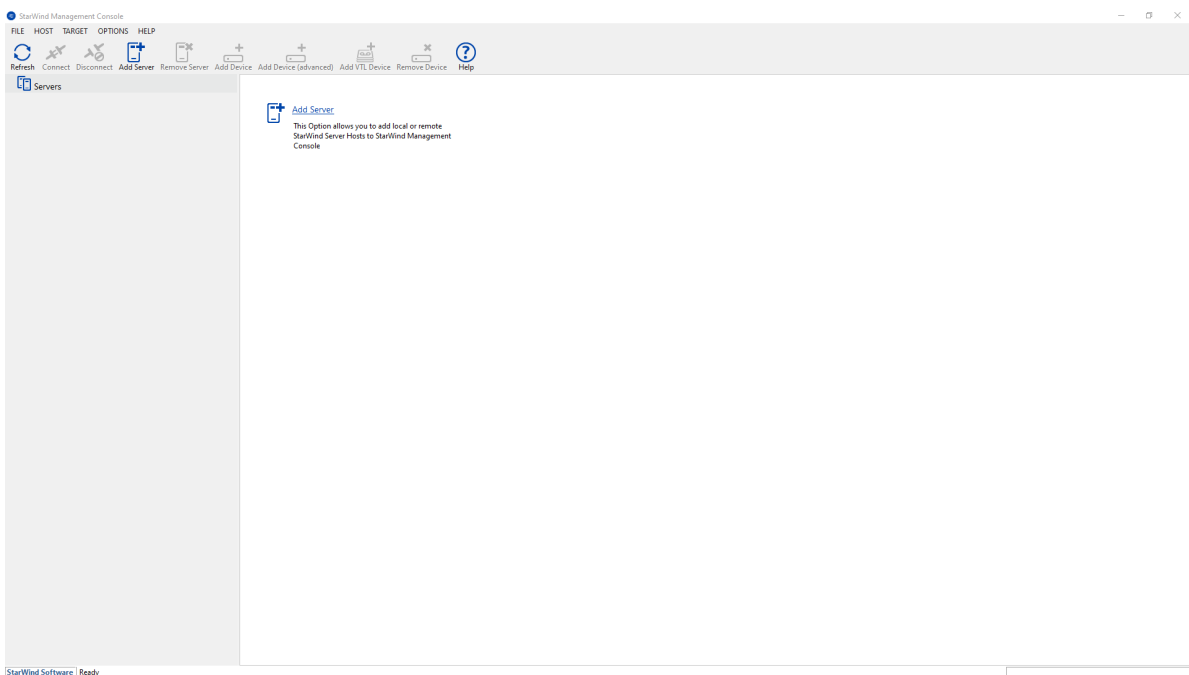 StarWind Management Console
FILE HOST TARGET OPTIONS HELP
Refresh Connect Disconnect Add Server Remove Server Add Device Add Device (advanced) Add VTL Device Remove Device Help
Servers
Add Server
This Option allows you to add local or remote
StarWind Server Hosts to StarWind Management
Console
StarWind Software Ready